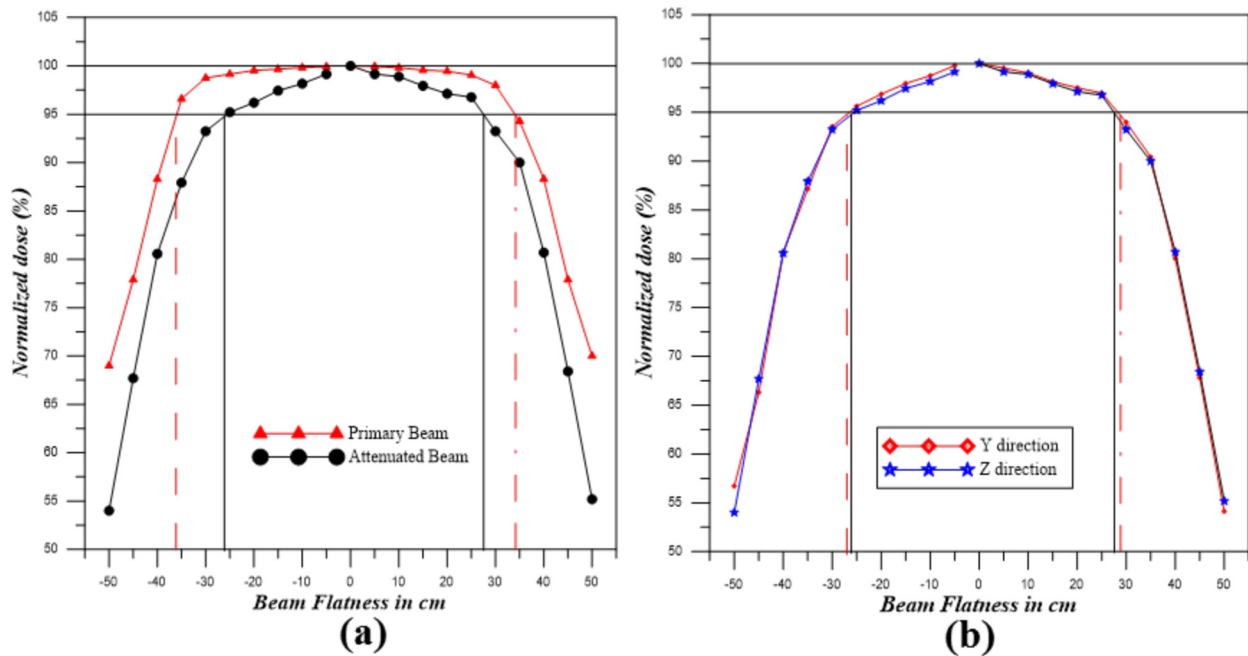 105
100
95
90
85
80
75
70
65
60
55
50
Normalized dose (%)
Primary Beam
Attenuated Beam
-50 -40 -30 -20 -10 0 10 20 30 40 50
Beam Flatness in cm
(a)
105
100
95
90
85
80
75
70
65
60
55
50
Normalized dose (%)
Y direction
Z direction
-50 -40 -30 -20 -10 0 10 20 30 40 50
Beam Flatness in cm
(b)